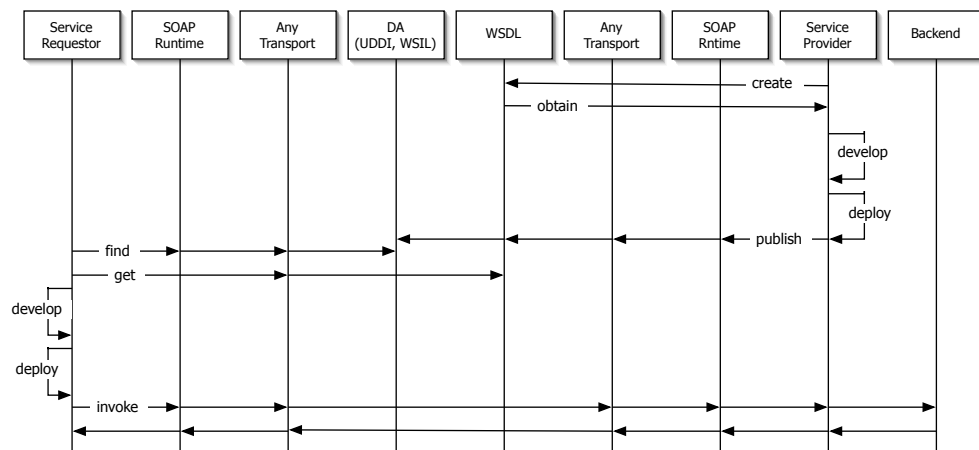 Service
Requestor
SOAP
Runtime
Any
Transport
DA
(UDDI, WSIL)
WSDL
Any
Transport
SOAP
Rntime
Service
Provider
Backend
create
obtain
develop
deploy
publish
find
get
develop
deploy
invoke